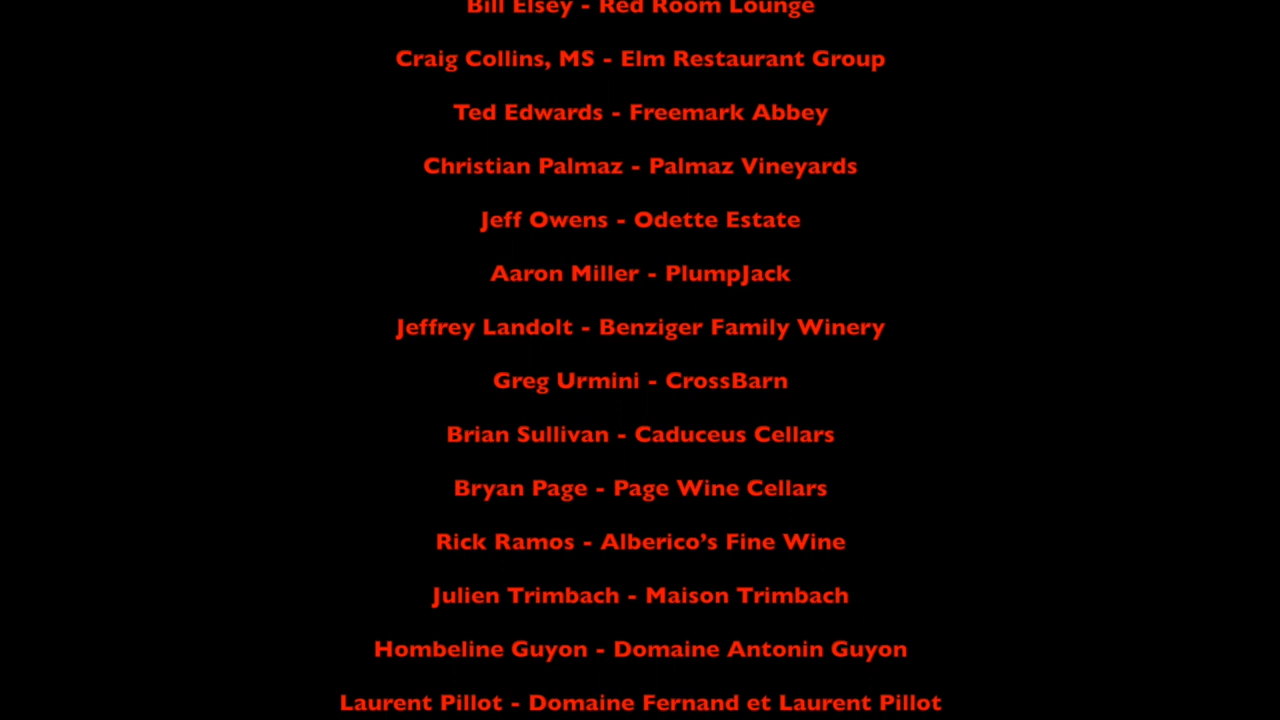 Bill Elsey - Red Room Lounge
Craig Collins, MS - Elm Restaurant Group
Ted Edwards - Freemark Abbey
Christian Palmaz - Palmaz Vineyards
Jeff Owens - Odette Estate
Aaron Miller - PlumpJack
Jeffrey Landolt - Benziger Family Winery
Greg Urmini - CrossBarn
Brian Sullivan - Caduceus Cellars
Bryan Page - Page Wine Cellars
Rick Ramos - Alberico’s Fine Wine
Julien Trimbach - Maison Trimbach
Hombeline Guyon - Domaine Antonin Guyon
Laurent Pillot - Domaine Fernand et Laurent Pillot